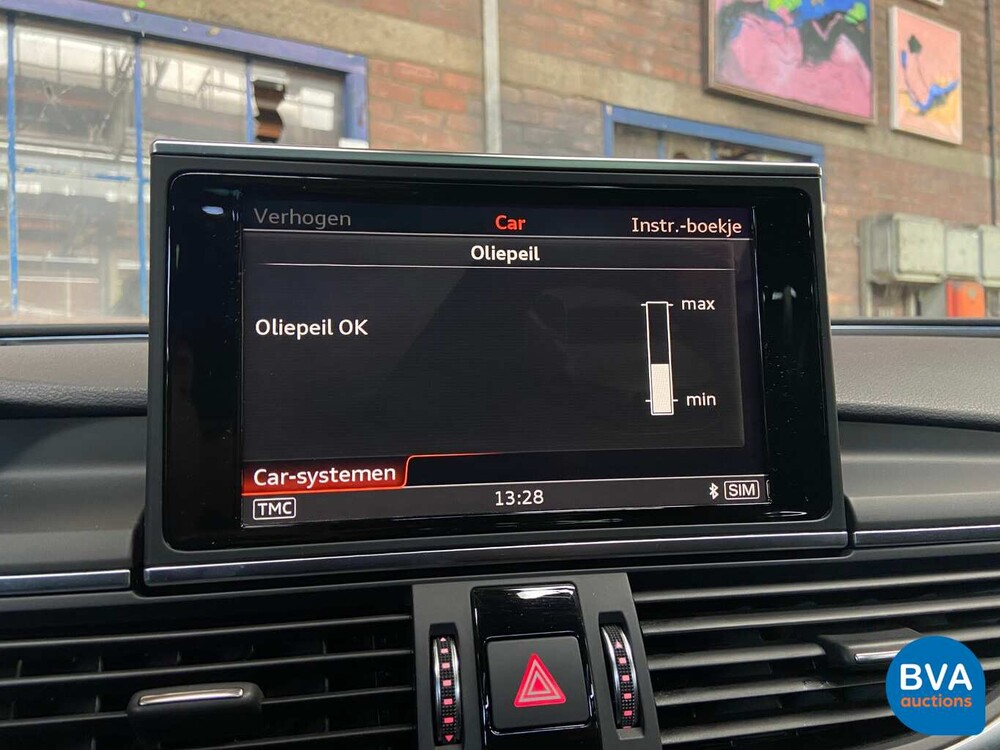 Verhogen Car Instr.-boekje
Oliepeil
max
Oliepeil OK
min
Car-systemen
TMC 13:28 SIM
BVA
auctions